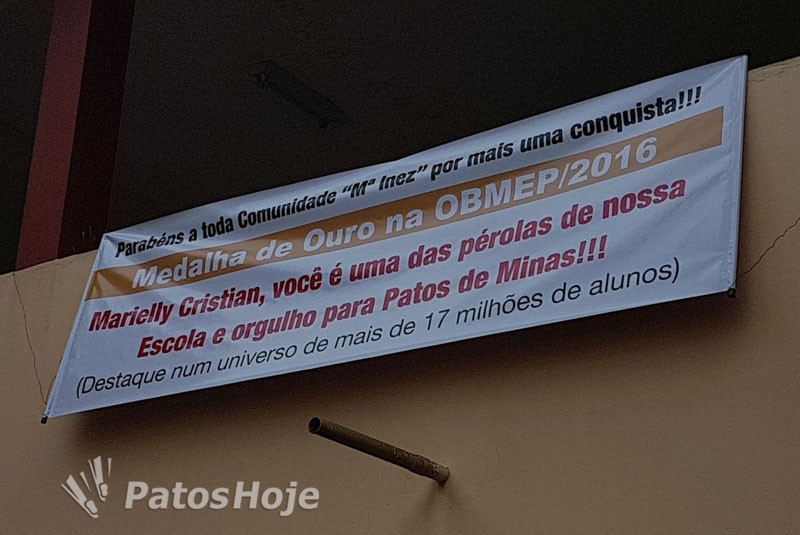 Parabéns a toda Comunidade “Mª Inez” por mais uma conquista!!!
Medalha de Ouro na OBMEP/2016
Marielly Cristian, você é uma das pérolas de nossa
Escola e orgulho para Patos de Minas!!!
(Destaque num universo de mais de 17 milhões de alunos)
PatosHoje